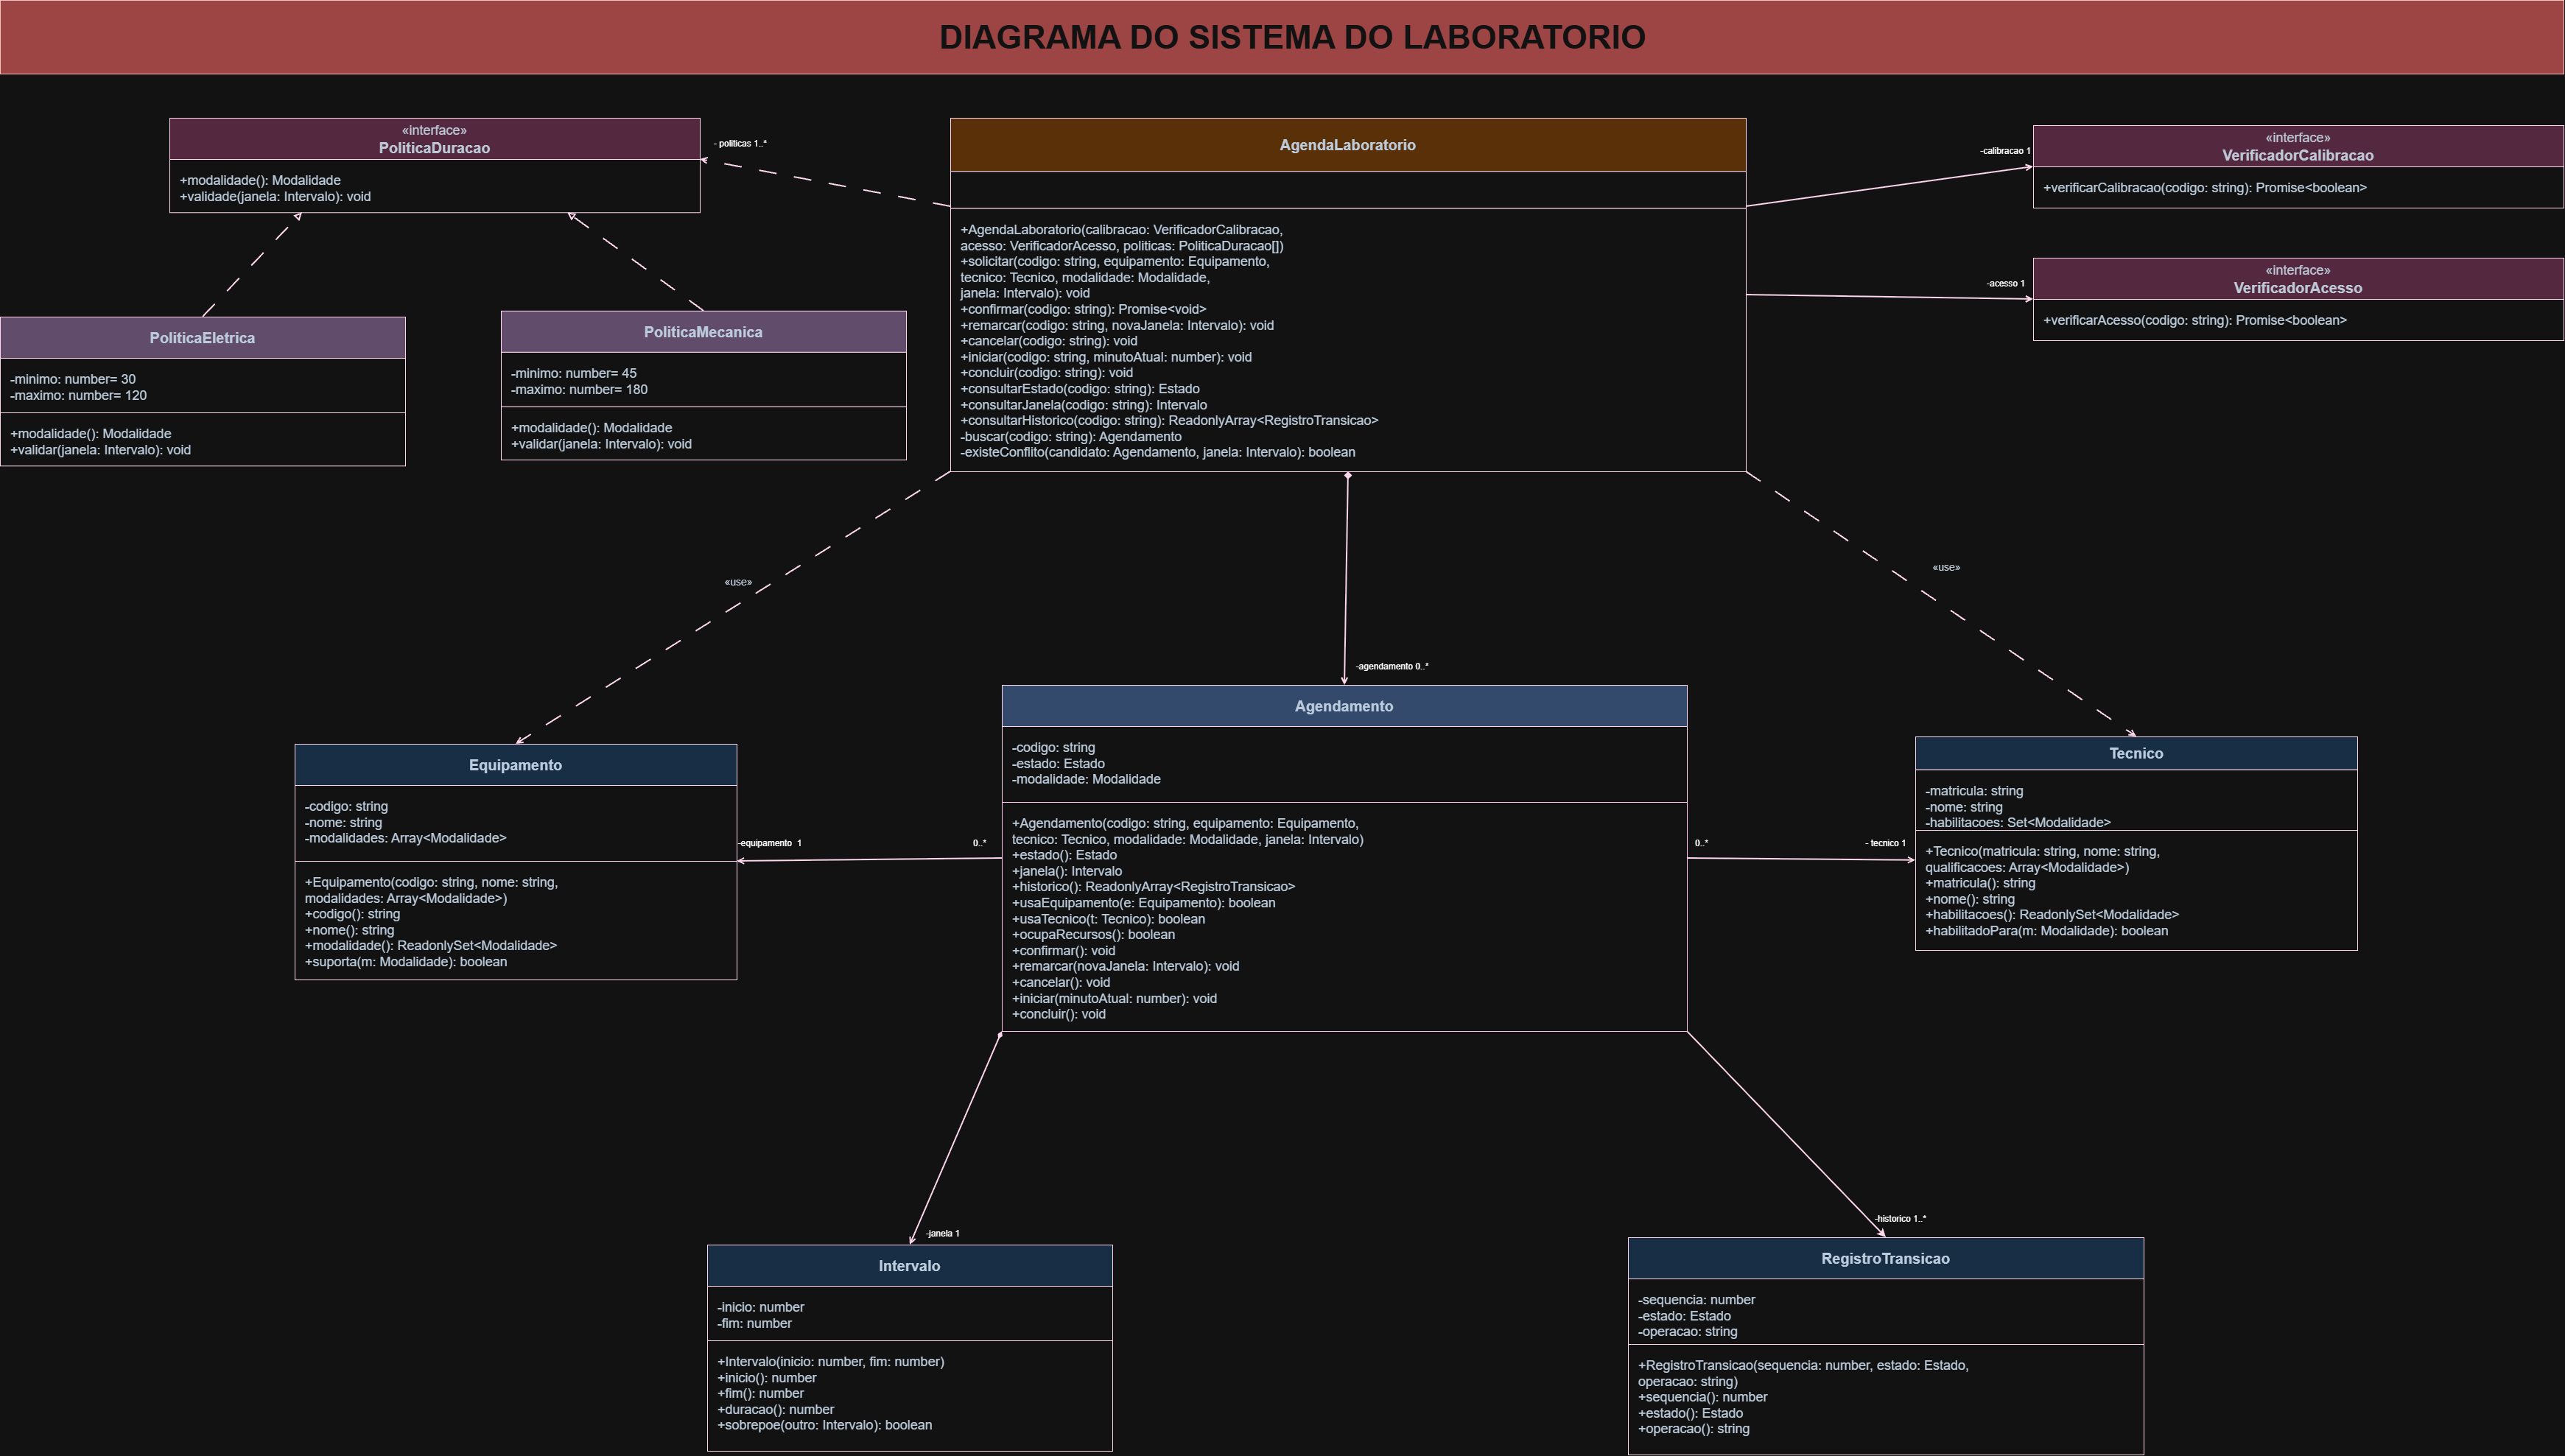 DIAGRAMA DO SISTEMA DO LABORATORIO
«interface»
PoliticaDuracao
+modalidade(): Modalidade
+validade(janela: Intervalo): void
- politicas 1..*
AgendaLaboratorio
+AgendaLaboratorio(calibracao: VerificadorCalibracao,
acesso: VerificadorAcesso, politicas: PoliticaDuracao[])
+solicitar(codigo: string, equipamento: Equipamento,
tecnico: Tecnico, modalidade: Modalidade,
janela: Intervalo): void
+confirmar(codigo: string): Promise<void>
+remarcar(codigo: string, novaJanela: Intervalo): void
+cancelar(codigo: string): void
+iniciar(codigo: string, minutoAtual: number): void
+concluir(codigo: string): void
+consultarEstado(codigo: string): Estado
+consultarJanela(codigo: string): Intervalo
+consultarHistorico(codigo: string): ReadonlyArray<RegistroTransicao>
-buscar(codigo: string): Agendamento
-existeConflito(candidato: Agendamento, janela: Intervalo): boolean
-calibracao 1
«interface»
VerificadorCalibracao
+verificarCalibracao(codigo: string): Promise<boolean>
-acesso 1
«interface»
VerificadorAcesso
+verificarAcesso(codigo: string): Promise<boolean>
PoliticaEletrica
-minimo: number= 30
-maximo: number= 120
+modalidade(): Modalidade
+validar(janela: Intervalo): void
PoliticaMecanica
-minimo: number= 45
-maximo: number= 180
+modalidade(): Modalidade
+validar(janela: Intervalo): void
«use»
«use»
-agendamento 0..*
Equipamento
-codigo: string
-nome: string
-modalidades: Array<Modalidade>
+Equipamento(codigo: string, nome: string,
modalidades: Array<Modalidade>)
+codigo(): string
+nome(): string
+modalidade(): ReadonlySet<Modalidade>
+suporta(m: Modalidade): boolean
-equipamento 1
0..*
Agendamento
-codigo: string
-estado: Estado
-modalidade: Modalidade
+Agendamento(codigo: string, equipamento: Equipamento,
tecnico: Tecnico, modalidade: Modalidade, janela: Intervalo)
+estado(): Estado
+janela(): Intervalo
+historico(): ReadonlyArray<RegistroTransicao>
+usaEquipamento(e: Equipamento): boolean
+usaTecnico(t: Tecnico): boolean
+ocupaRecursos(): boolean
+confirmar(): void
+remarcar(novaJanela: Intervalo): void
+cancelar(): void
+iniciar(minutoAtual: number): void
+concluir(): void
0..*
- tecnico 1
Tecnico
-matricula: string
-nome: string
-habilitacoes: Set<Modalidade>
+Tecnico(matricula: string, nome: string,
qualificacoes: Array<Modalidade>)
+matricula(): string
+nome(): string
+habilitacoes(): ReadonlySet<Modalidade>
+habilitadoPara(m: Modalidade): boolean
-janela 1
Intervalo
-inicio: number
-fim: number
+Intervalo(inicio: number, fim: number)
+inicio(): number
+fim(): number
+duracao(): number
+sobrepoe(outro: Intervalo): boolean
-historico 1..*
RegistroTransicao
-sequencia: number
-estado: Estado
-operacao: string
+RegistroTransicao(sequencia: number, estado: Estado,
operacao: string)
+sequencia(): number
+estado(): Estado
+operacao(): string